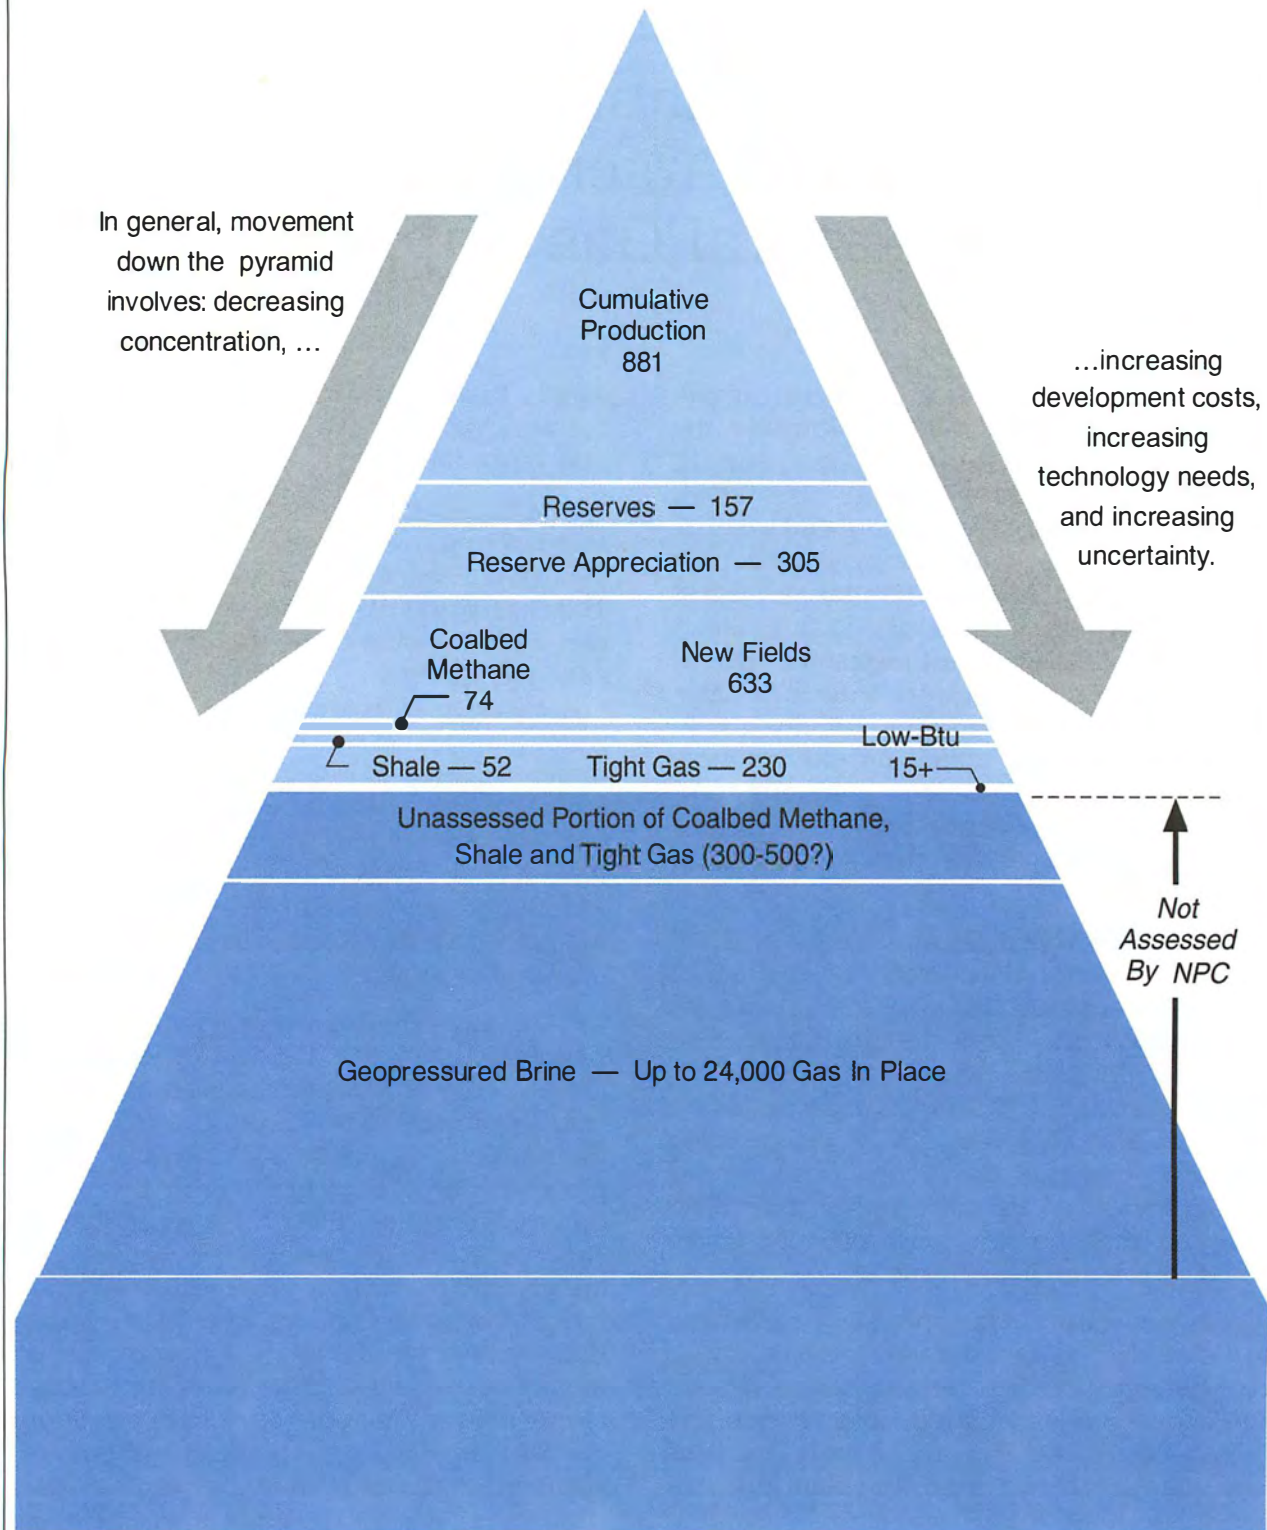 In general, movement
down the pyramid
involves: decreasing
concentration, ...
...increasing
development costs,
increasing
technology needs,
and increasing
uncertainty.
Cumulative
Production
881
Reserves — 157
Reserve Appreciation — 305
Coalbed
Methane
74
New Fields
633
Low-Btu
15+
Shale — 52
Tight Gas — 230
Unassessed Portion of Coalbed Methane,
Shale and Tight Gas (300-500?)
Not
Assessed
By NPC
Geopressured Brine — Up to 24,000 Gas In Place